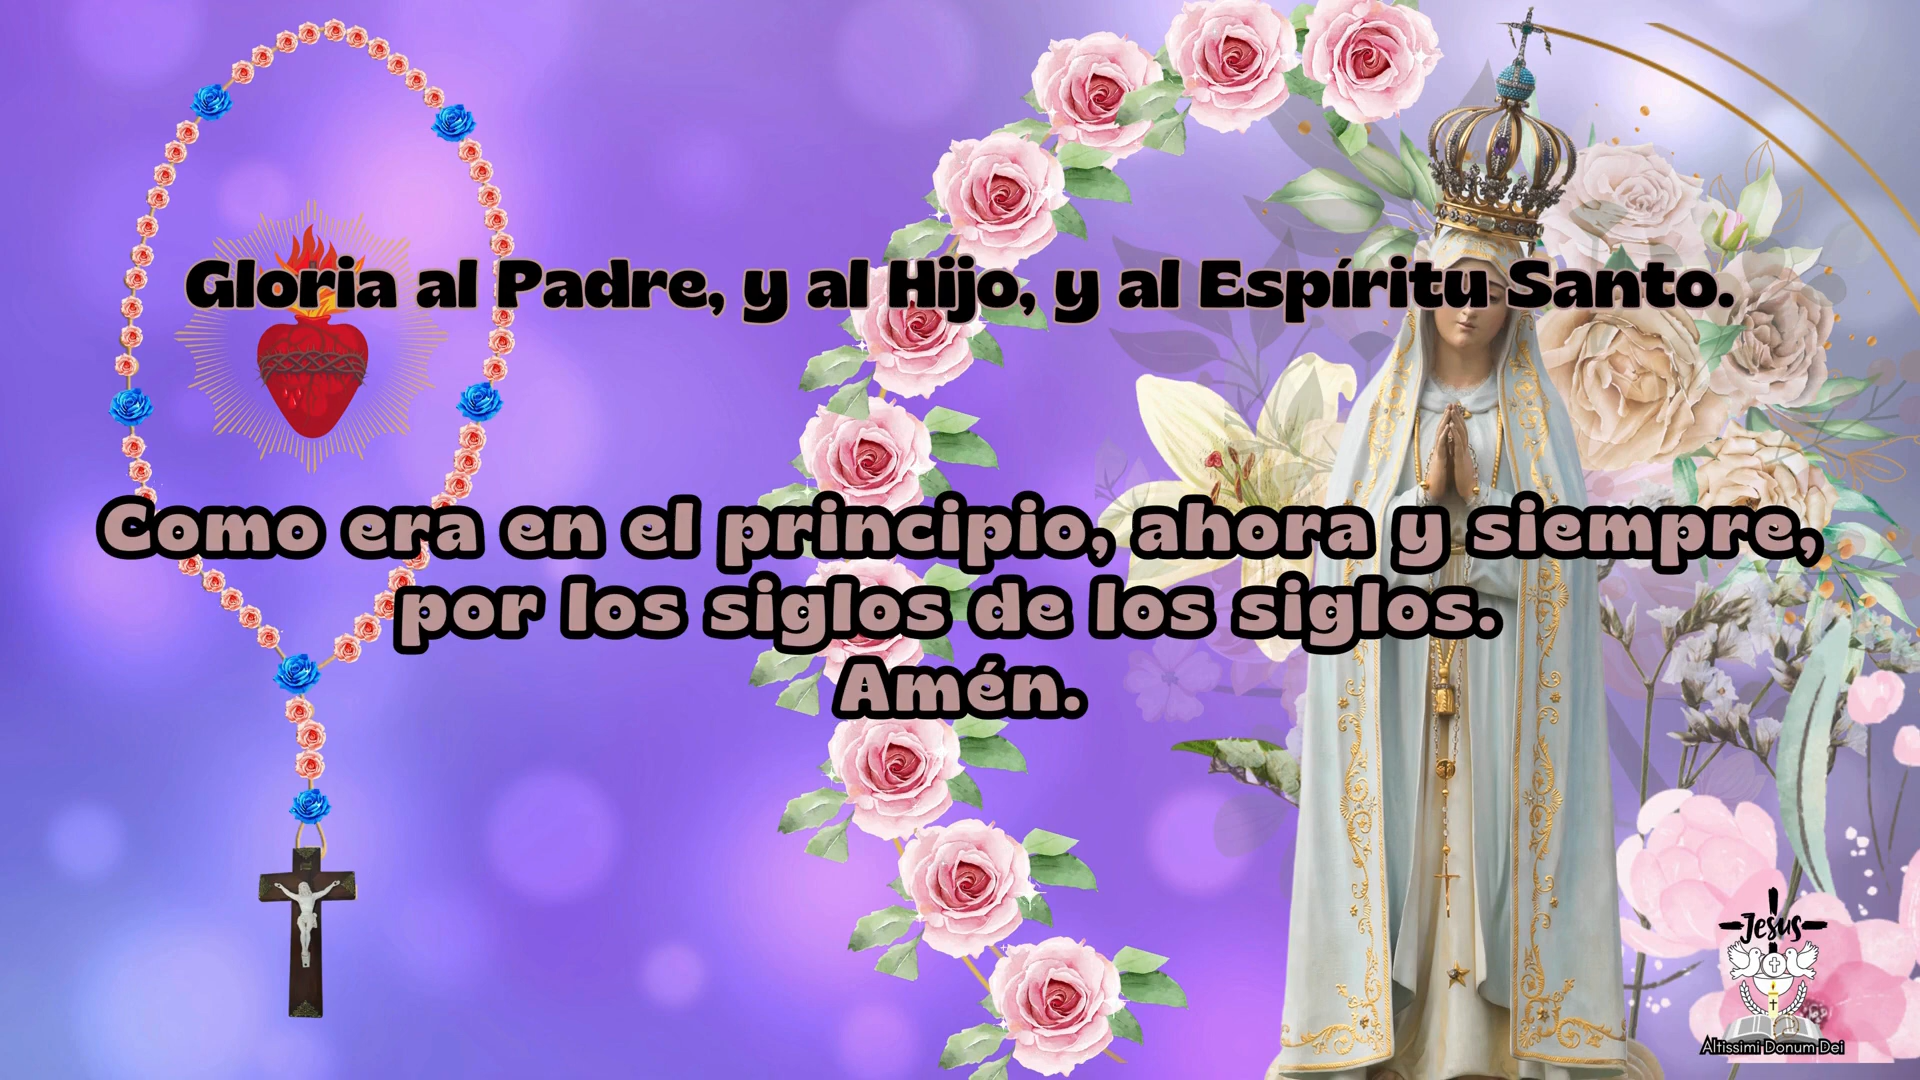 Gloria al Padre, y al Hijo, y al Espíritu Santo.
Como era en el principio, ahora y siempre,
por los siglos de los siglos.
Amén.
Jesus
Altissimi Donum Dei